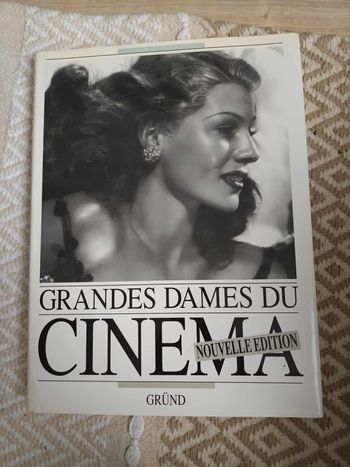 GRANDES DAMES DU
CINEMA
NOUVELLE EDITION
GRÜND